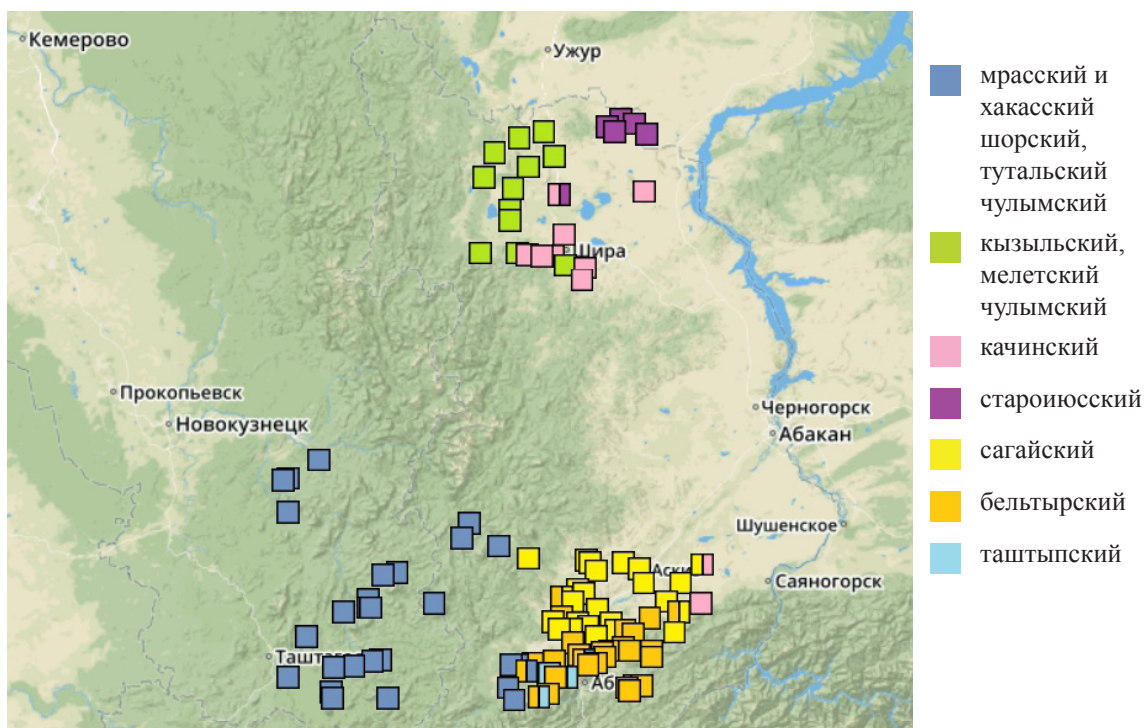 Кемерово
Ужур
Шира
Прокопьевск
Новокузнецк
Черногорск
Абакан
Шушенское
Саяногорск
мрасский и
хакасский
шорский,
тутальский
чулымский
кызыльский,
мелетский
чулымский
качинский
староиюсский
сагайский
бельтырский
таштыпский